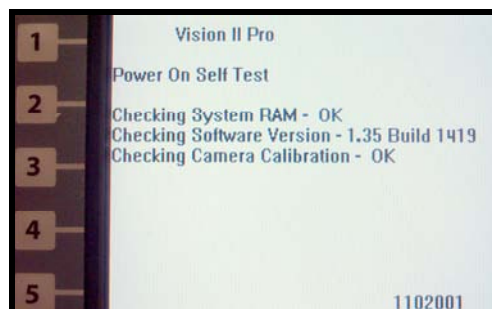 Vision II Pro
1
Power On Self Test
2
Checking System RAM - OK
Checking Software Version - 1.35 Build 1419
Checking Camera Calibration - OK
3
4
5
1102001